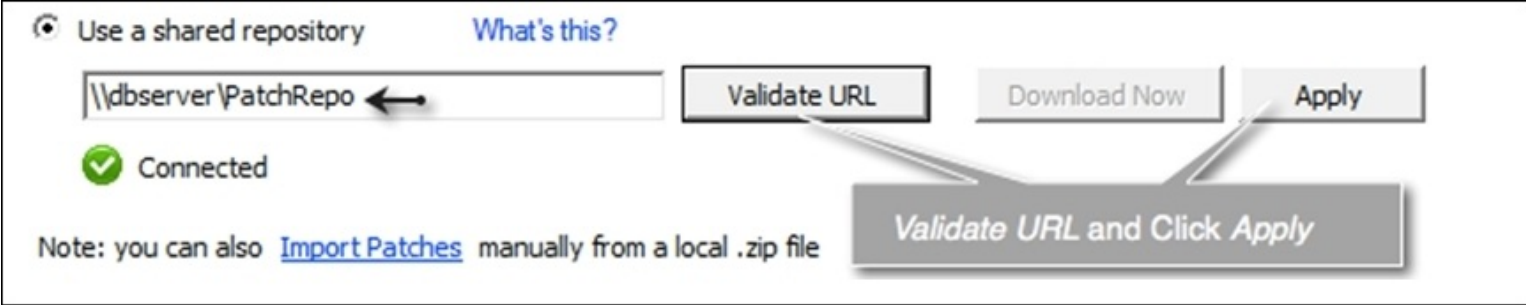 Use a shared repository What's this?
\\dbserver\PatchRepo Validate URL Download Now Apply
Connected
Validate URL and Click Apply
Note: you can also Import Patches manually from a local .zip file